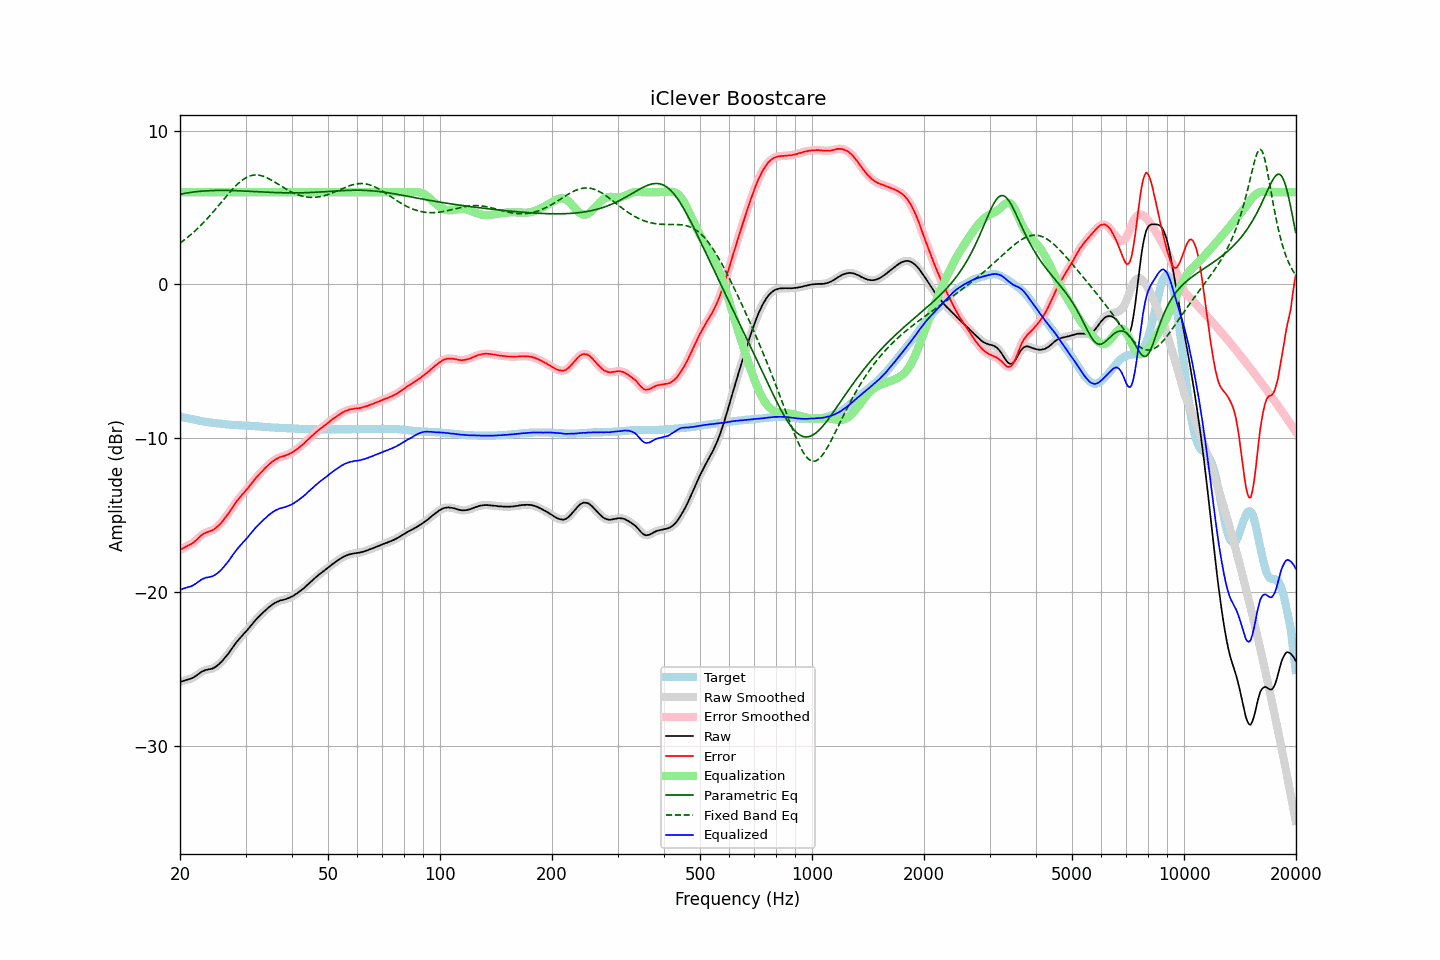 iClever Boostcare
Amplitude (dBr)
10
0
−10
−20
−30
Target
Raw Smoothed
Error Smoothed
Raw
Error
Equalization
Parametric Eq
Fixed Band Eq
Equalized
20 50 100 200 500 1000 2000 5000 10000 20000
Frequency (Hz)